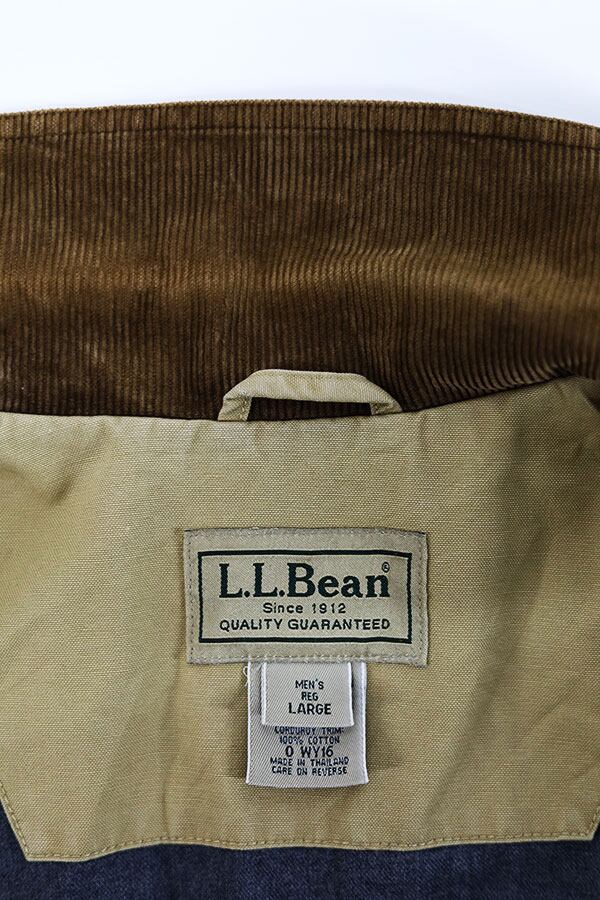 L.L.Bean®
Since 1912
QUALITY GUARANTEED
MEN'S
REG
LARGE
CORDUROY TRIM:
100% COTTON
0 WY16
MADE IN THAILAND
CARE ON REVERSE